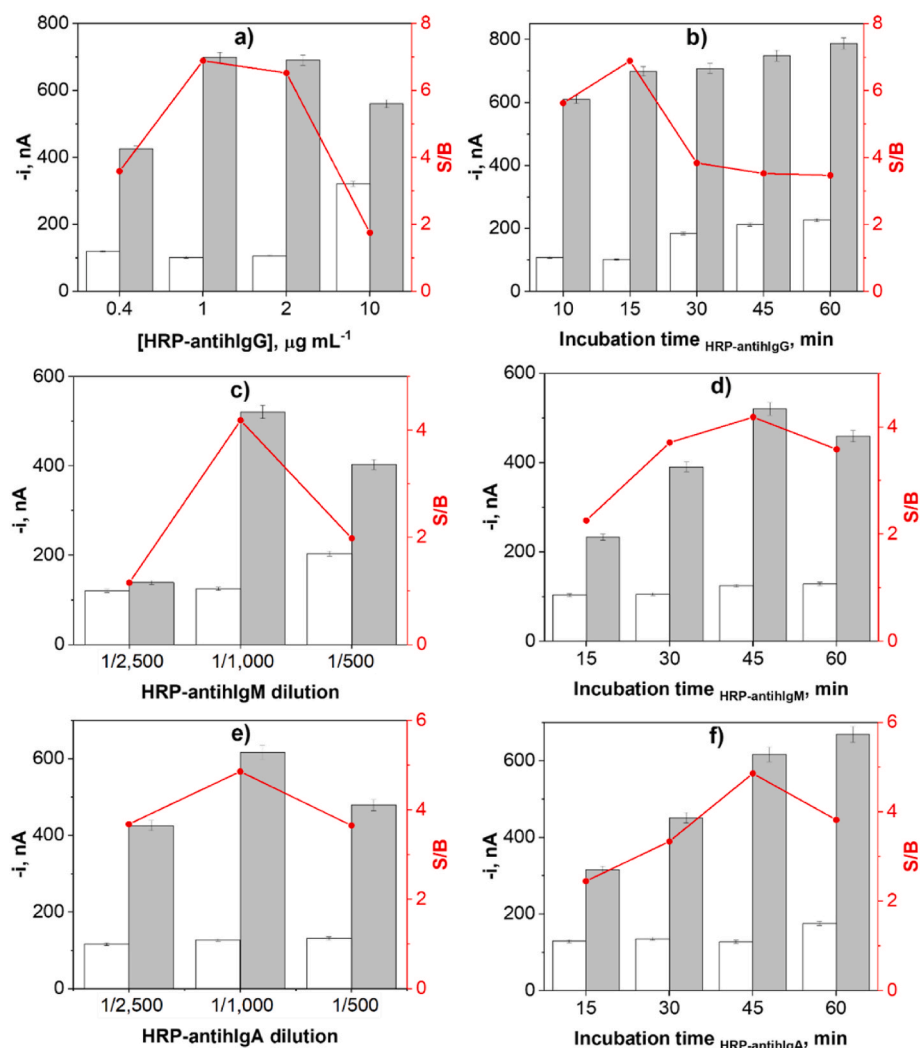 a)
800
600
400
200
0
-i, nA
8
6
4
2
0
S/B
0.4 1 2 10
[HRP-antihIgG], μg mL⁻¹
b)
800
600
400
200
0
-i, nA
8
6
4
2
0
S/B
10 15 30 45 60
Incubation time HRP-antihIgG, min
c)
600
400
200
0
-i, nA
4
2
0
S/B
1/2,500 1/1,000 1/500
HRP-antihIgM dilution
d)
600
400
200
0
-i, nA
4
2
0
S/B
15 30 45 60
Incubation time HRP-antihIgM, min
e)
600
400
200
0
-i, nA
6
4
2
0
S/B
1/2,500 1/1,000 1/500
HRP-antihIgA dilution
f)
600
400
200
0
-i, nA
6
4
2
0
S/B
15 30 45 60
Incubation time HRP-antihIgA, min